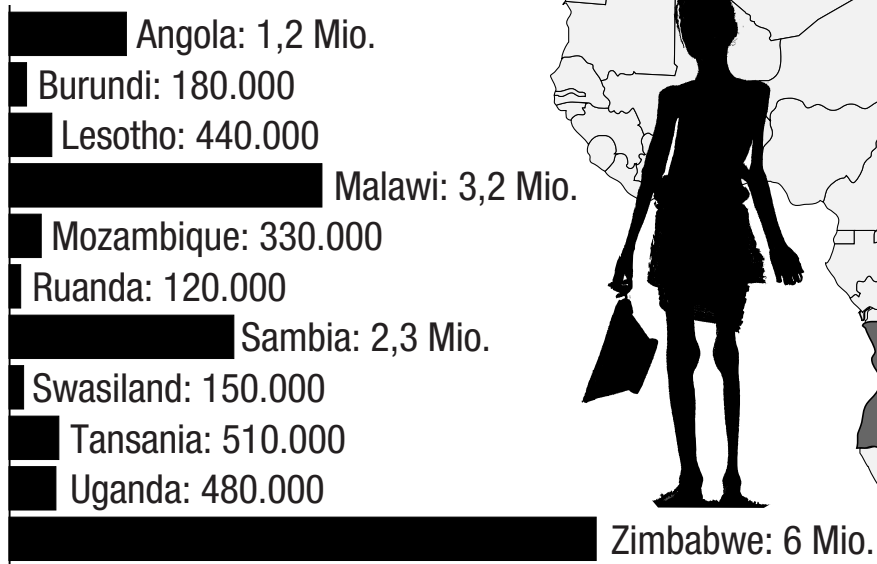 Angola: 1,2 Mio.
Burundi: 180.000
Lesotho: 440.000
Malawi: 3,2 Mio.
Mozambique: 330.000
Ruanda: 120.000
Sambia: 2,3 Mio.
Swasiland: 150.000
Tansania: 510.000
Uganda: 480.000
Zimbabwe: 6 Mio.